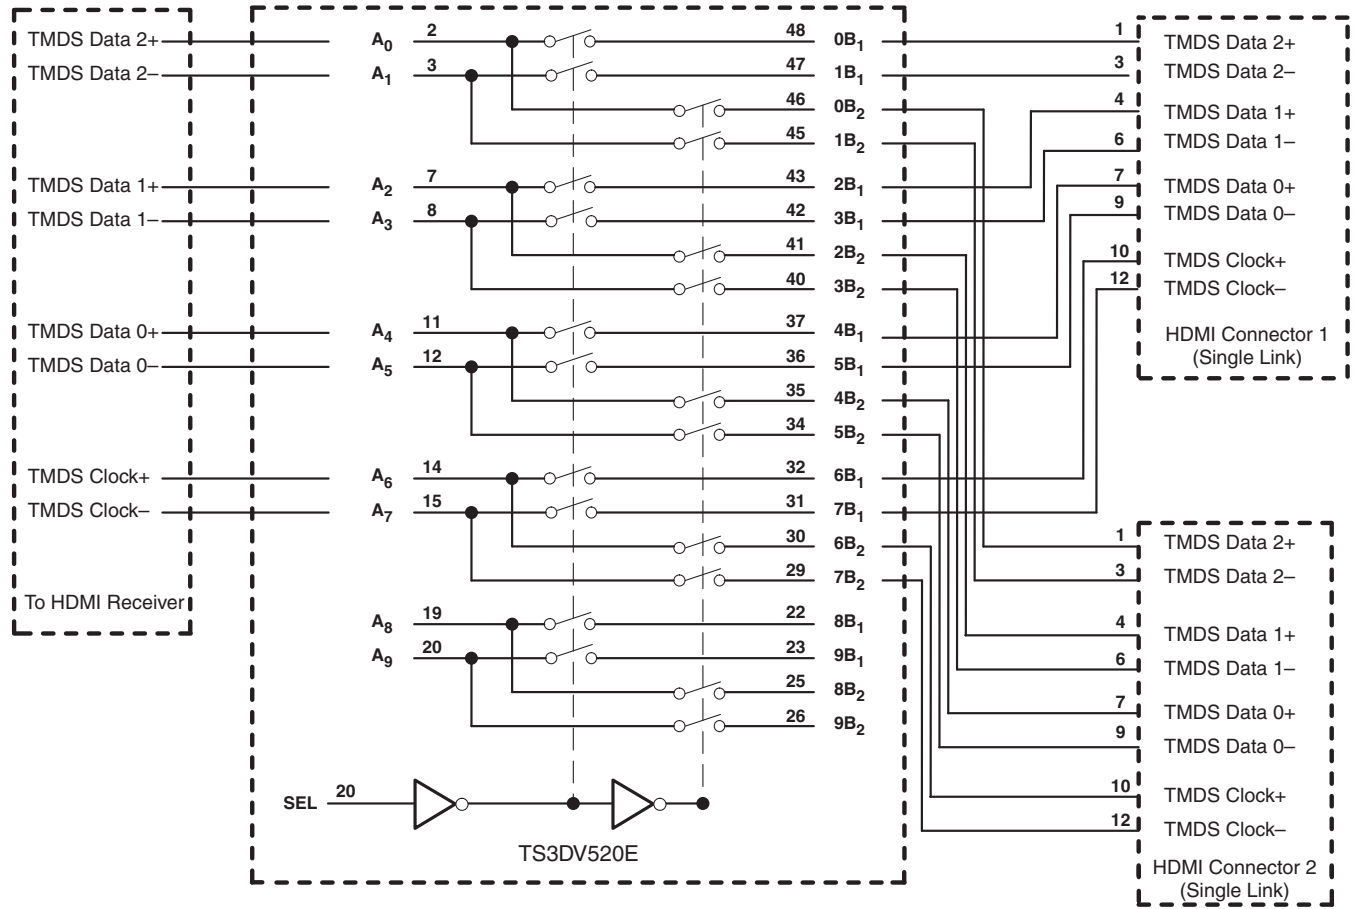 TMDS Data 2+ A0 2 48 0B1 1 TMDS Data 2+
TMDS Data 2– A1 3 47 1B1 3 TMDS Data 2–
46 0B2 4 TMDS Data 1+
45 1B2 6 TMDS Data 1–
TMDS Data 1+ A2 7 43 2B1 7 TMDS Data 0+
TMDS Data 1– A3 8 42 3B1 9 TMDS Data 0–
41 2B2 10 TMDS Clock+
40 3B2 12 TMDS Clock–
TMDS Data 0+ A4 11 37 4B1 HDMI Connector 1
TMDS Data 0– A5 12 36 5B1 (Single Link)
35 4B2
34 5B2
TMDS Clock+ A6 14 32 6B1
TMDS Clock– A7 15 31 7B1
30 6B2 1 TMDS Data 2+
29 7B2 3 TMDS Data 2–
To HDMI Receiver
A8 19 22 8B1 4 TMDS Data 1+
A9 20 23 9B1 6 TMDS Data 1–
25 8B2 7 TMDS Data 0+
26 9B2 9 TMDS Data 0–
SEL 20 10 TMDS Clock+
12 TMDS Clock–
TS3DV520E
HDMI Connector 2
(Single Link)